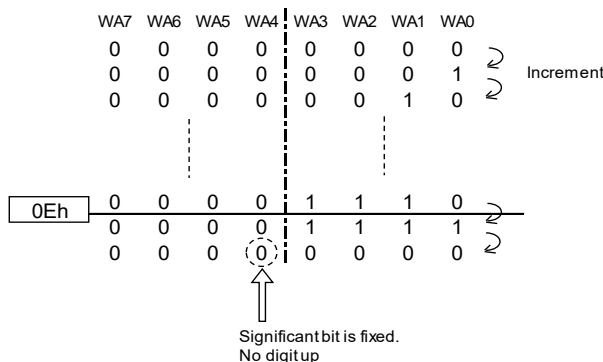 WA7 WA6 WA5 WA4 WA3 WA2 WA1 WA0
0 0 0 0 0 0 0 0
0 0 0 0 0 0 0 1
Increment
0 0 0 0 0 0 1 0
0Eh
0 0 0 0 1 1 1 0
0 0 0 0 1 1 1 1
0 0 0 0 0 0 0 0
Significant bit is fixed.
No digit up